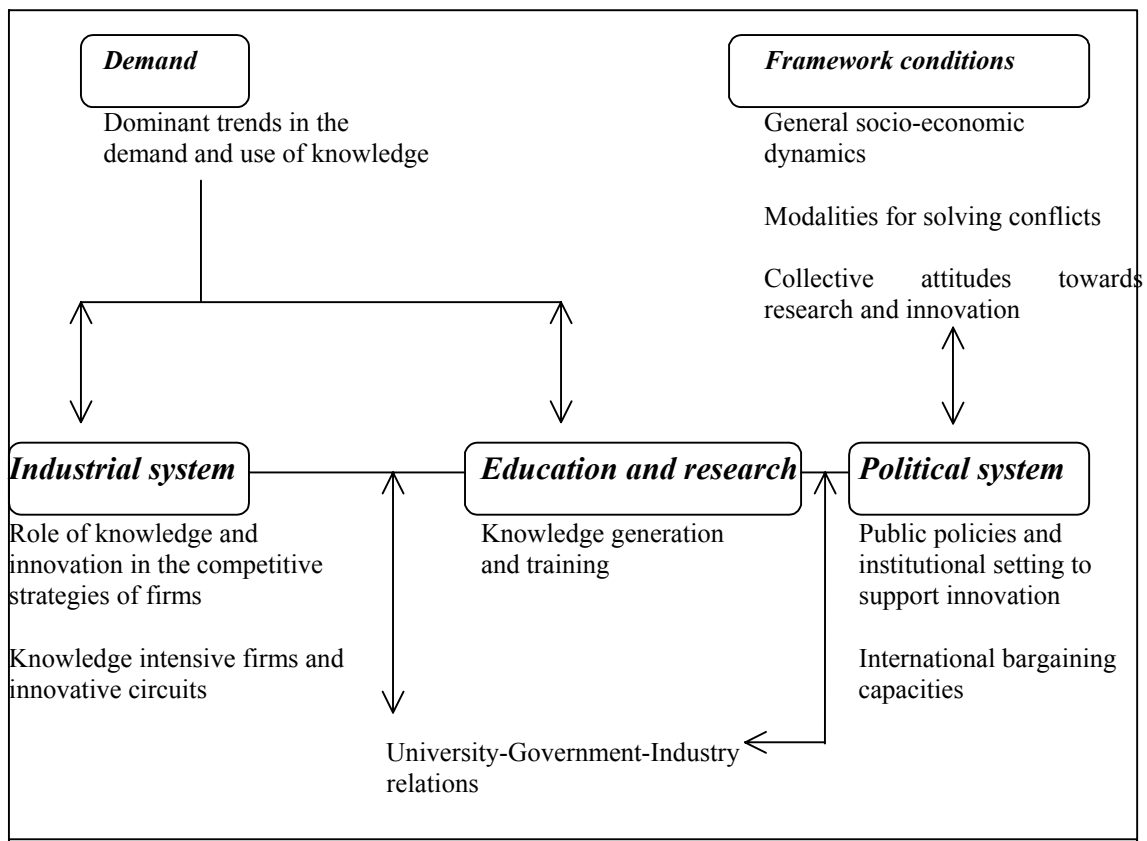 Demand
Dominant trends in the
demand and use of knowledge
Framework conditions
General socio-economic
dynamics
Modalities for solving conflicts
Collective attitudes towards
research and innovation
Industrial system
Role of knowledge and
innovation in the competitive
strategies of firms
Knowledge intensive firms and
innovative circuits
Education and research
Knowledge generation
and training
Political system
Public policies and
institutional setting to
support innovation
International bargaining
capacities
University-Government-Industry
relations